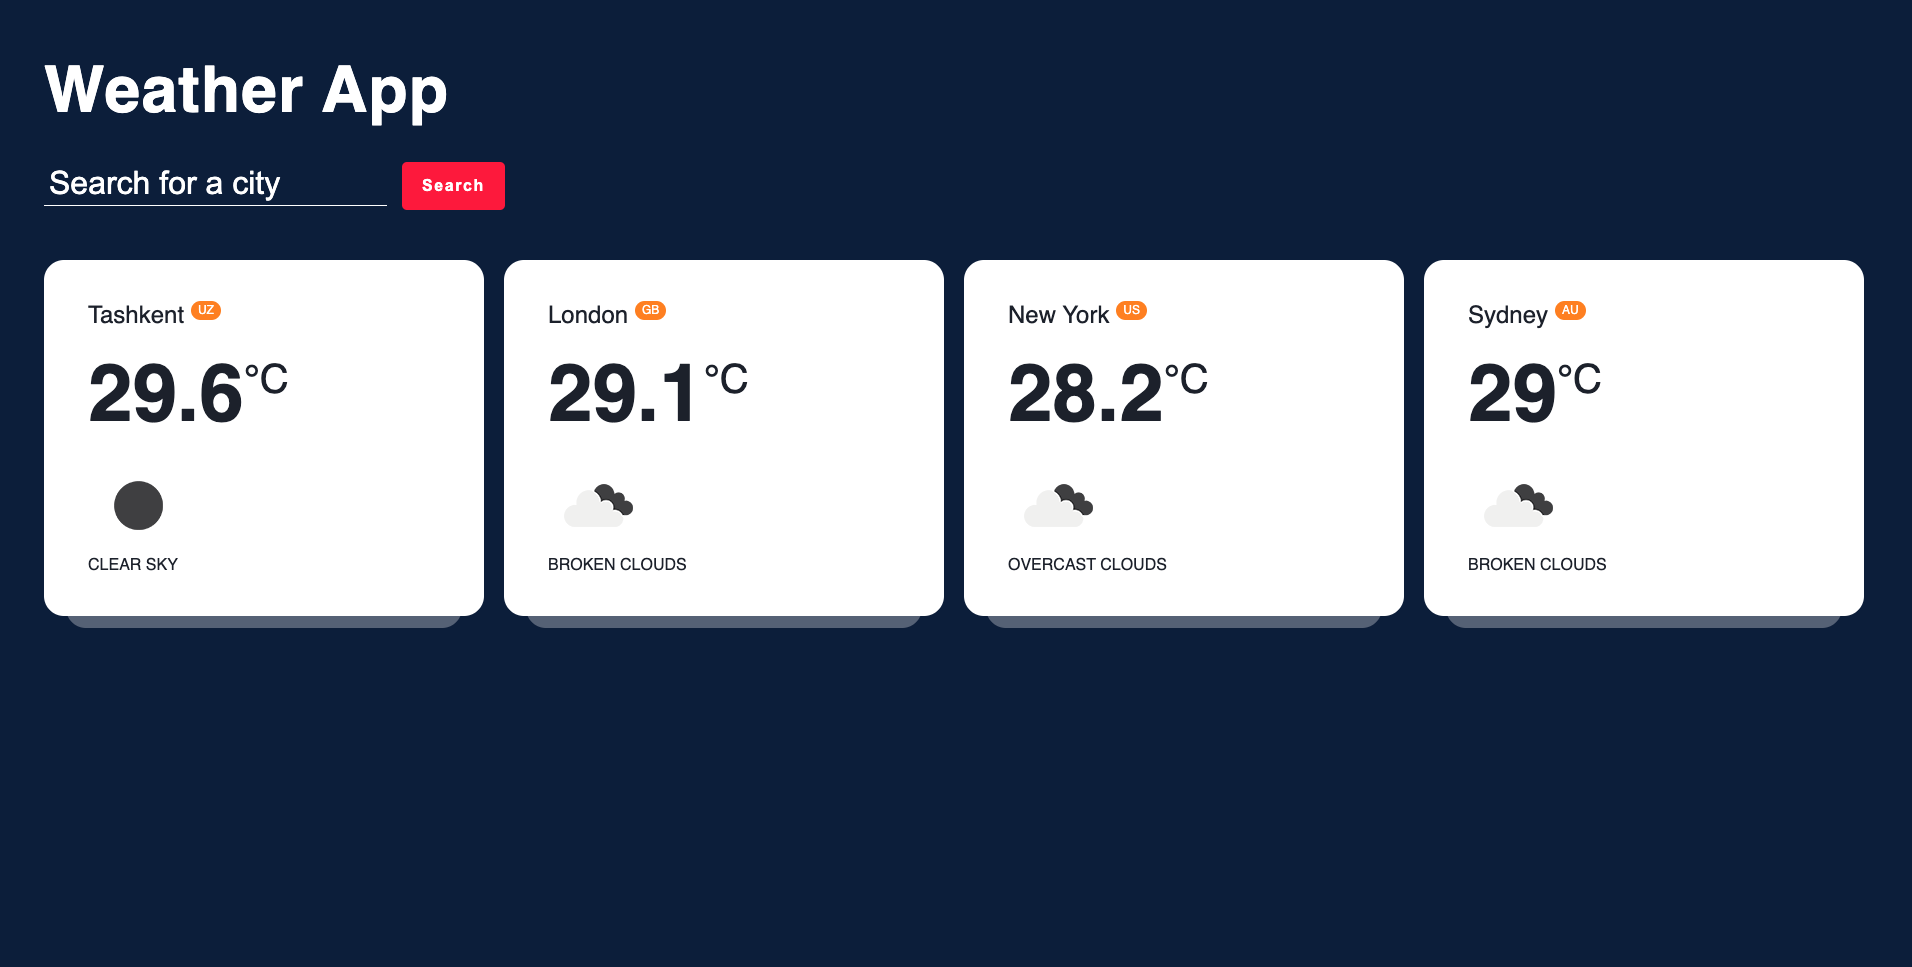 Weather App
Search for a city
Search
Tashkent UZ
29.6°C
CLEAR SKY
London GB
29.1°C
BROKEN CLOUDS
New York US
28.2°C
OVERCAST CLOUDS
Sydney AU
29°C
BROKEN CLOUDS